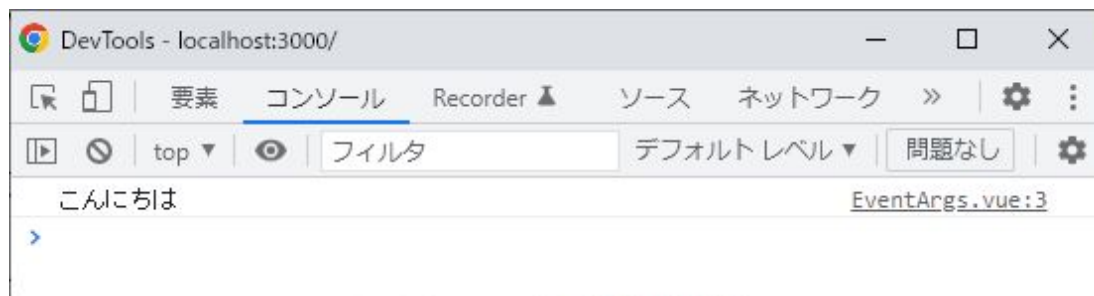 DevTools - localhost:3000/
要素 コンソール Recorder ソース ネットワーク »
top ▼ フィルタ デフォルト レベル ▼ 問題なし
こんにちは EventArgs.vue:3
>